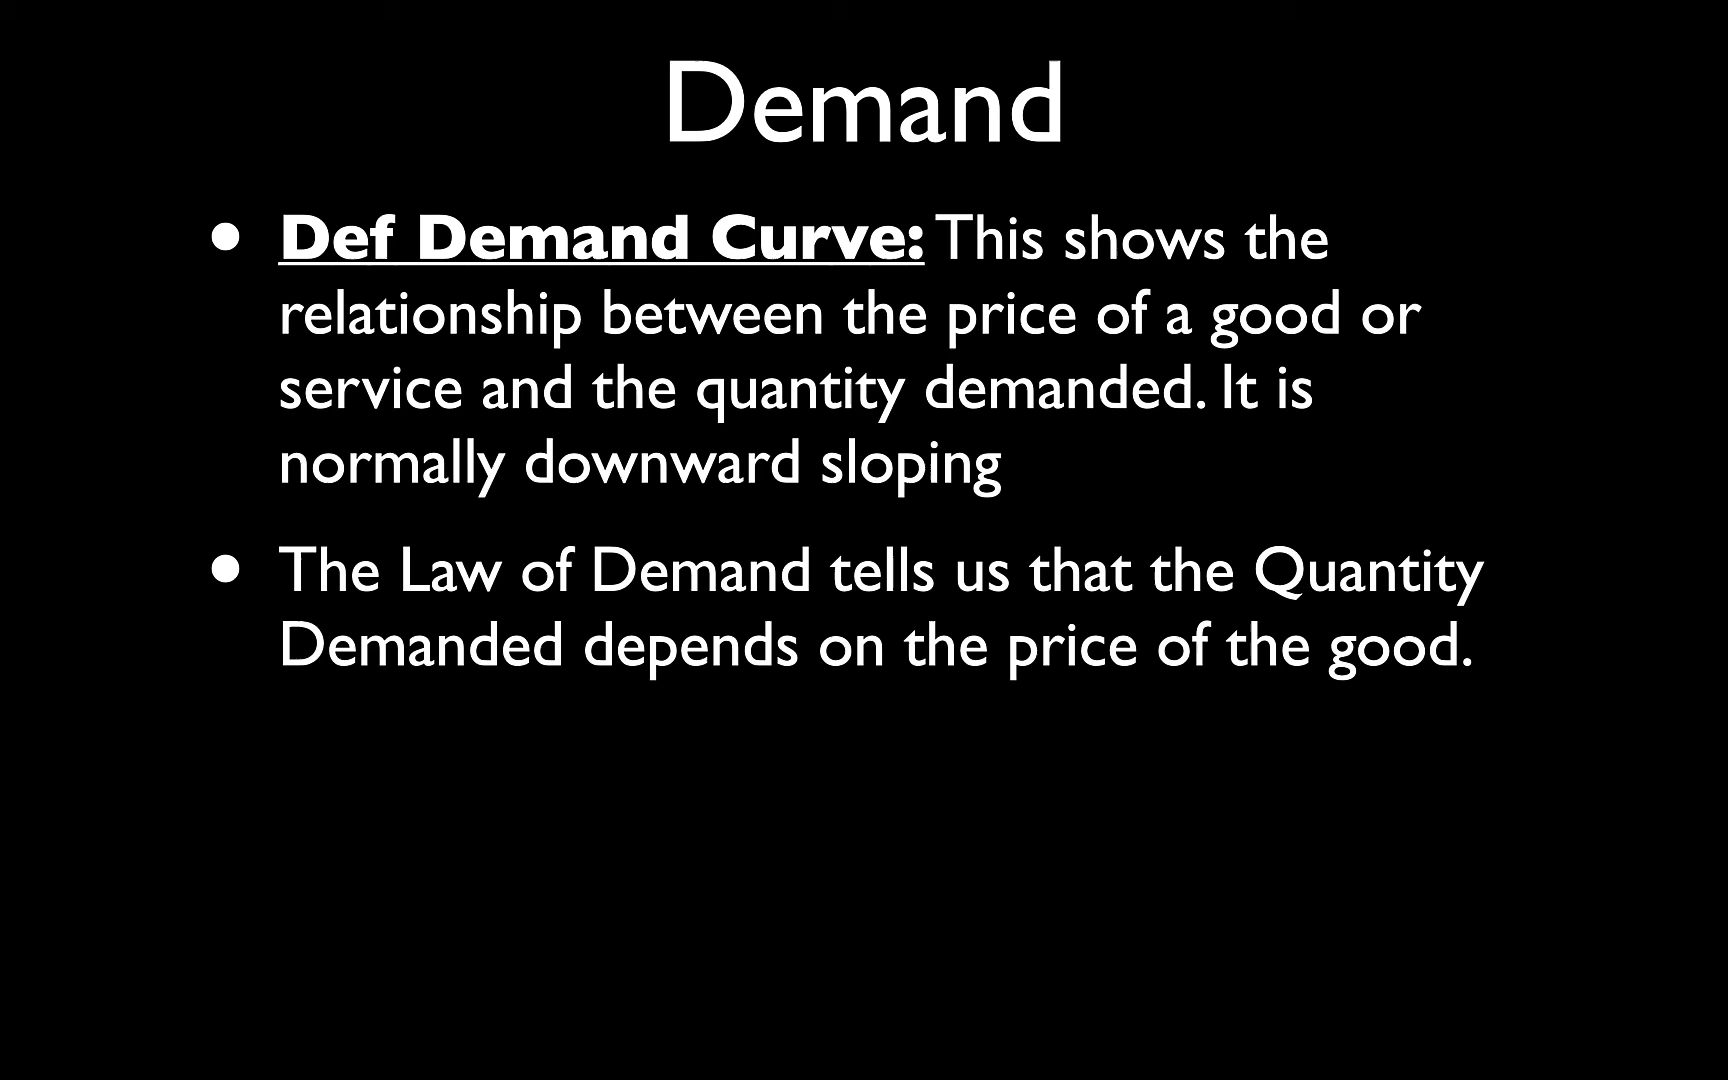 Demand
• Def Demand Curve: This shows the
relationship between the price of a good or
service and the quantity demanded. It is
normally downward sloping
• The Law of Demand tells us that the Quantity
Demanded depends on the price of the good.